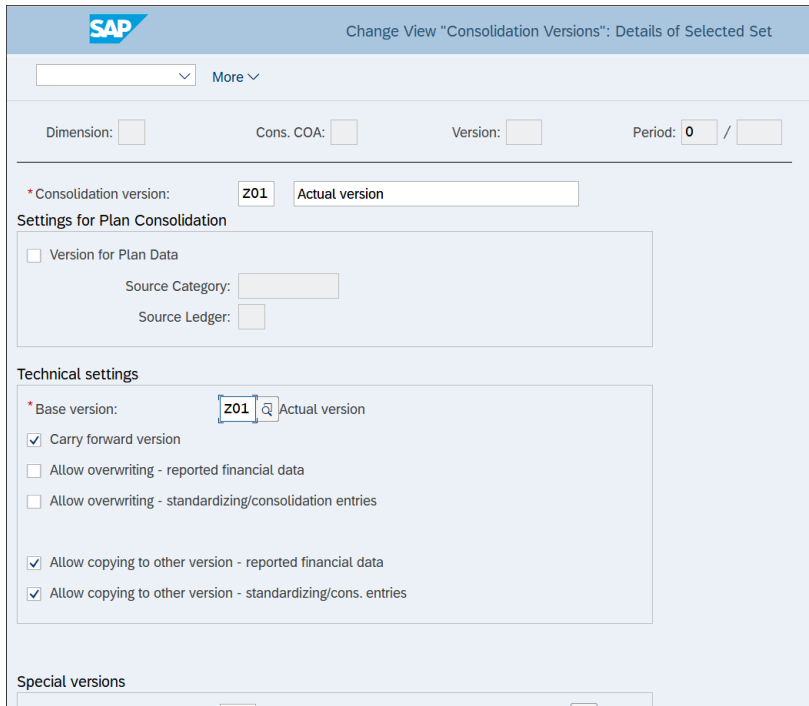 SAP
Change View "Consolidation Versions": Details of Selected Set
More
Dimension: Cons. COA: Version: Period: 0 /
*Consolidation version: Z01 Actual version
Settings for Plan Consolidation
Version for Plan Data
Source Category:
Source Ledger:
Technical settings
*Base version: Z01 Actual version
Carry forward version
Allow overwriting - reported financial data
Allow overwriting - standardizing/consolidation entries
Allow copying to other version - reported financial data
Allow copying to other version - standardizing/cons. entries
Special versions